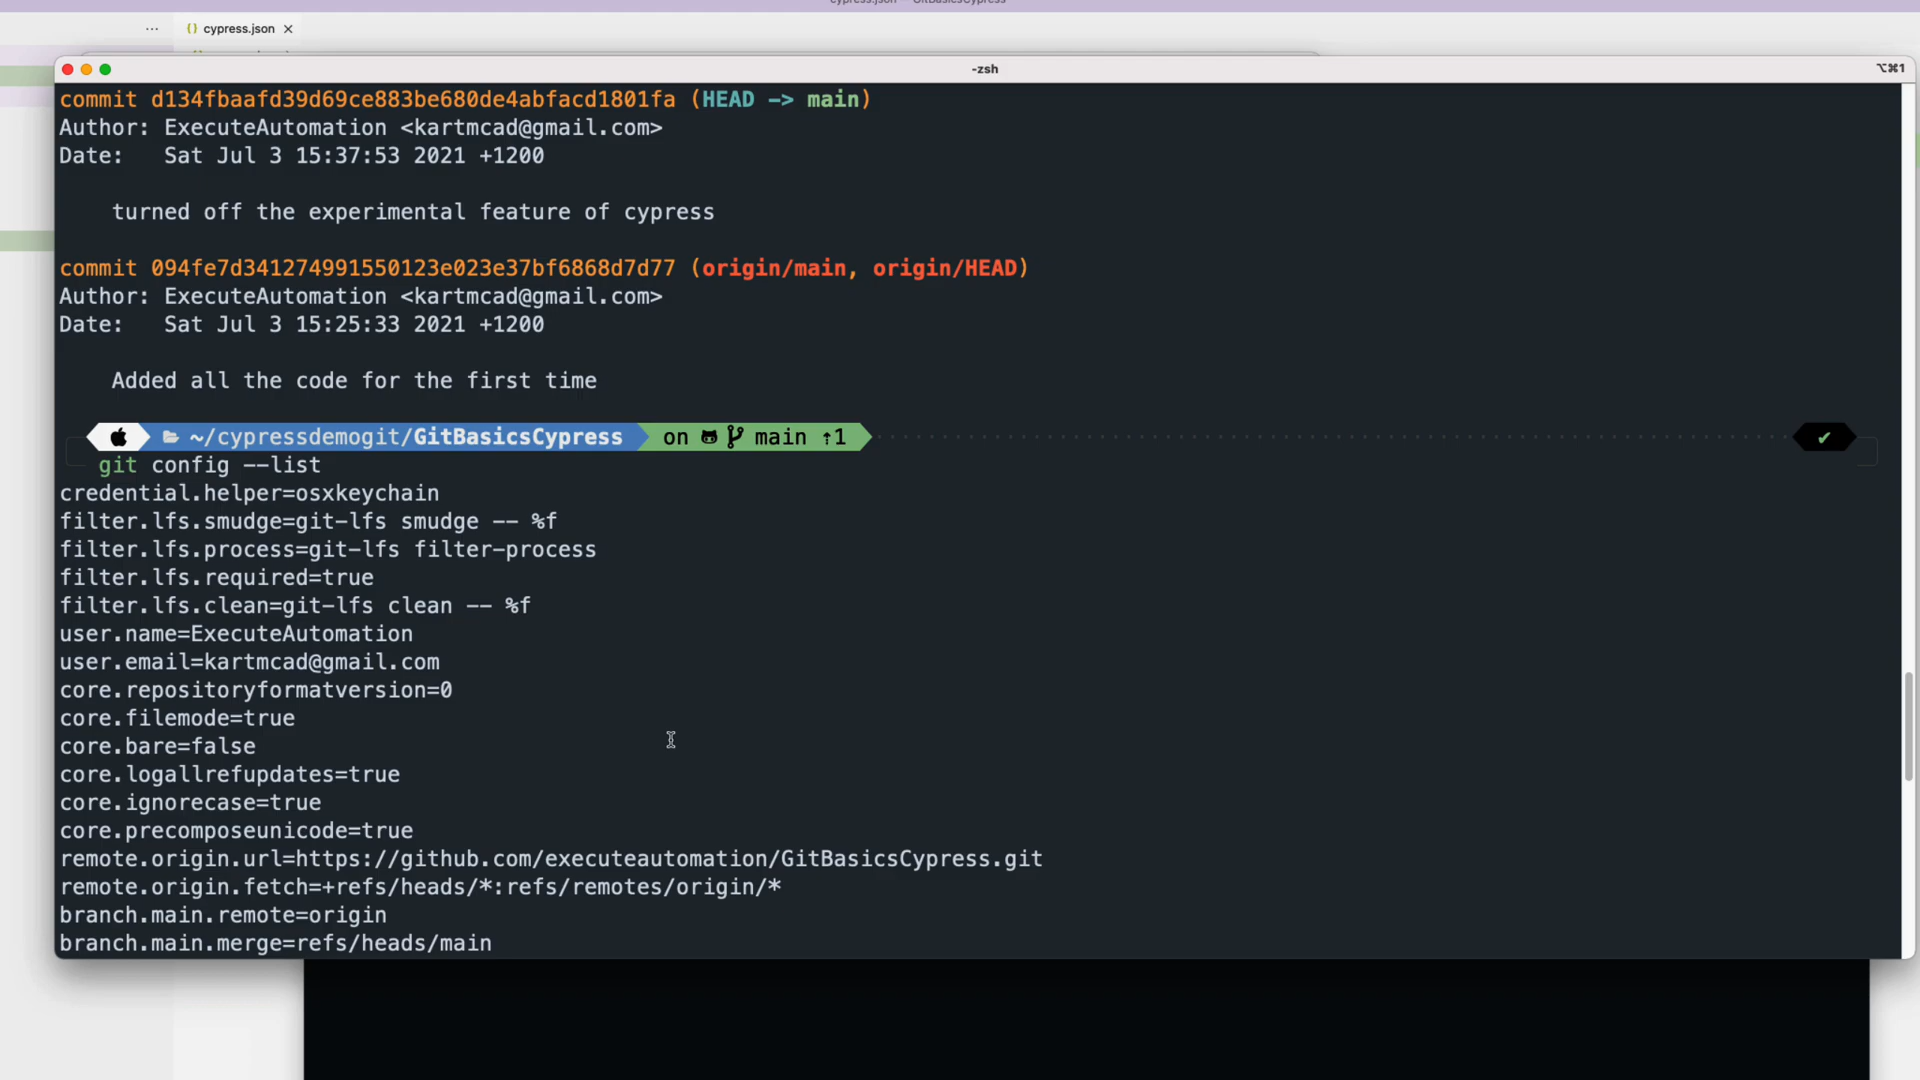 cypress.json — GitBasicsCypress
... {} cypress.json ×
-zsh
⌥⌘1
commit d134fbaafd39d69ce883be680de4abfacd1801fa (HEAD -> main)
Author: ExecuteAutomation <kartmcad@gmail.com>
Date:   Sat Jul 3 15:37:53 2021 +1200
turned off the experimental feature of cypress
commit 094fe7d341274991550123e023e37bf6868d7d77 (origin/main, origin/HEAD)
Author: ExecuteAutomation <kartmcad@gmail.com>
Date:   Sat Jul 3 15:25:33 2021 +1200
Added all the code for the first time
~/cypressdemogit/GitBasicsCypress on main ↑1 ✔
git config --list
credential.helper=osxkeychain
filter.lfs.smudge=git-lfs smudge -- %f
filter.lfs.process=git-lfs filter-process
filter.lfs.required=true
filter.lfs.clean=git-lfs clean -- %f
user.name=ExecuteAutomation
user.email=kartmcad@gmail.com
core.repositoryformatversion=0
core.filemode=true
core.bare=false
core.logallrefupdates=true
core.ignorecase=true
core.precomposeunicode=true
remote.origin.url=https://github.com/executeautomation/GitBasicsCypress.git
remote.origin.fetch=+refs/heads/*:refs/remotes/origin/*
branch.main.remote=origin
branch.main.merge=refs/heads/main